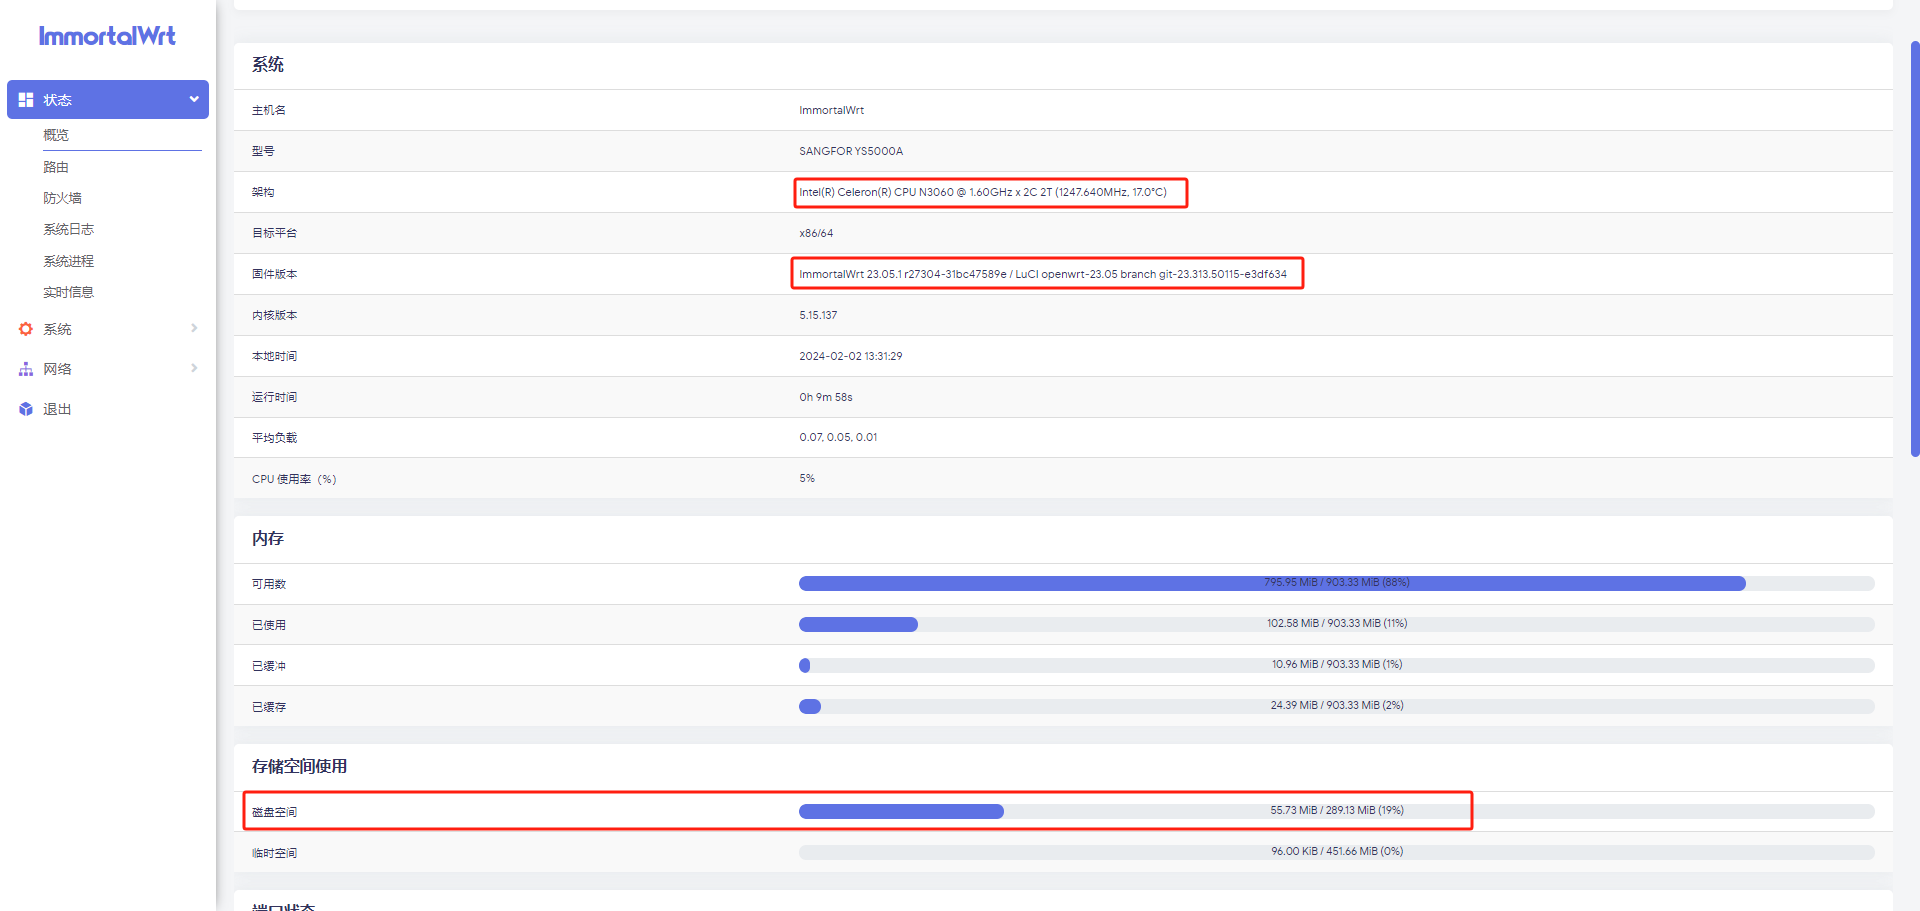 ImmortalWrt
状态
概览
路由
防火墙
系统日志
系统进程
实时信息
系统
网络
退出
系统
主机名 ImmortalWrt
型号 SANGFOR YS5000A
架构 Intel(R) Celeron(R) CPU N3060 @ 1.60GHz x 2C 2T (1247.640MHz, 17.0°C)
目标平台 x86/64
固件版本 ImmortalWrt 23.05.1 r27304-31bc47589e / LuCI openwrt-23.05 branch git-23.313.50115-e3df634
内核版本 5.15.137
本地时间 2024-02-02 13:31:29
运行时间 0h 9m 58s
平均负载 0.07, 0.05, 0.01
CPU 使用率（%） 5%
内存
可用数 795.95 MiB / 903.33 MiB (88%)
已使用 102.58 MiB / 903.33 MiB (11%)
已缓冲 10.96 MiB / 903.33 MiB (1%)
已缓存 24.39 MiB / 903.33 MiB (2%)
存储空间使用
磁盘空间 55.73 MiB / 289.13 MiB (19%)
临时空间 96.00 KiB / 451.66 MiB (0%)
端口状态